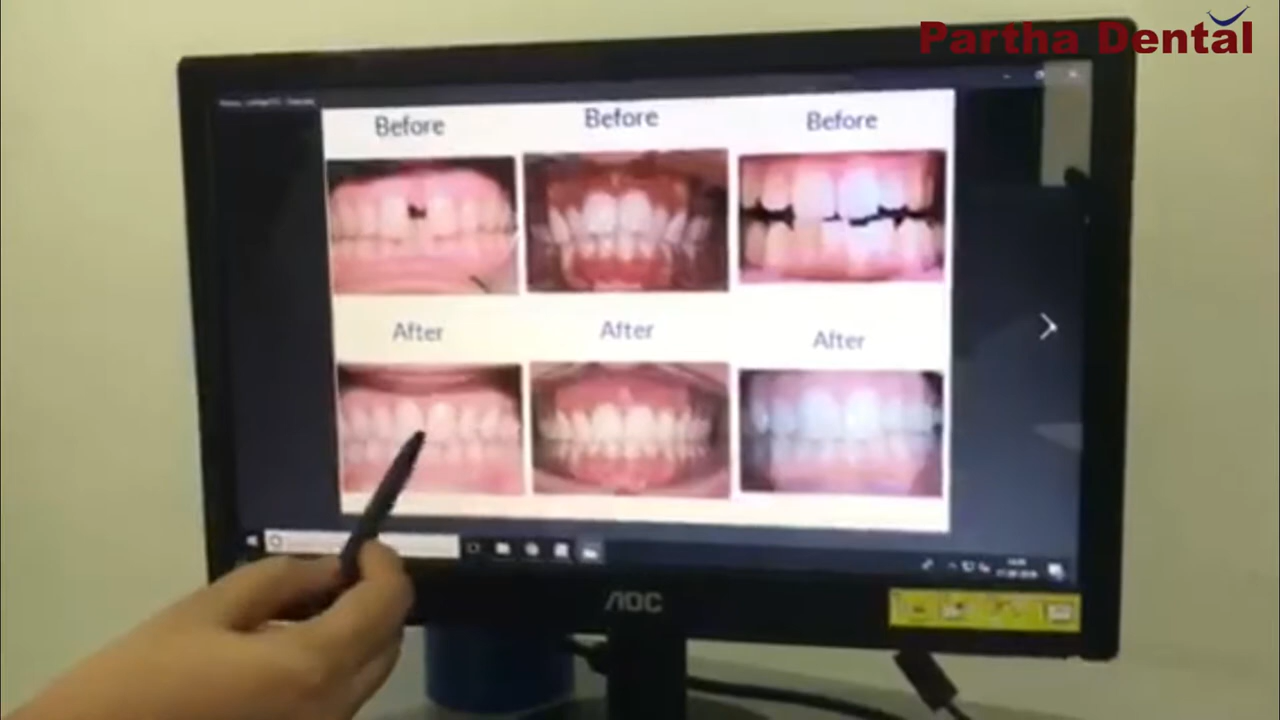 Partha Dental
Before
Before
Before
After
After
After
AOC